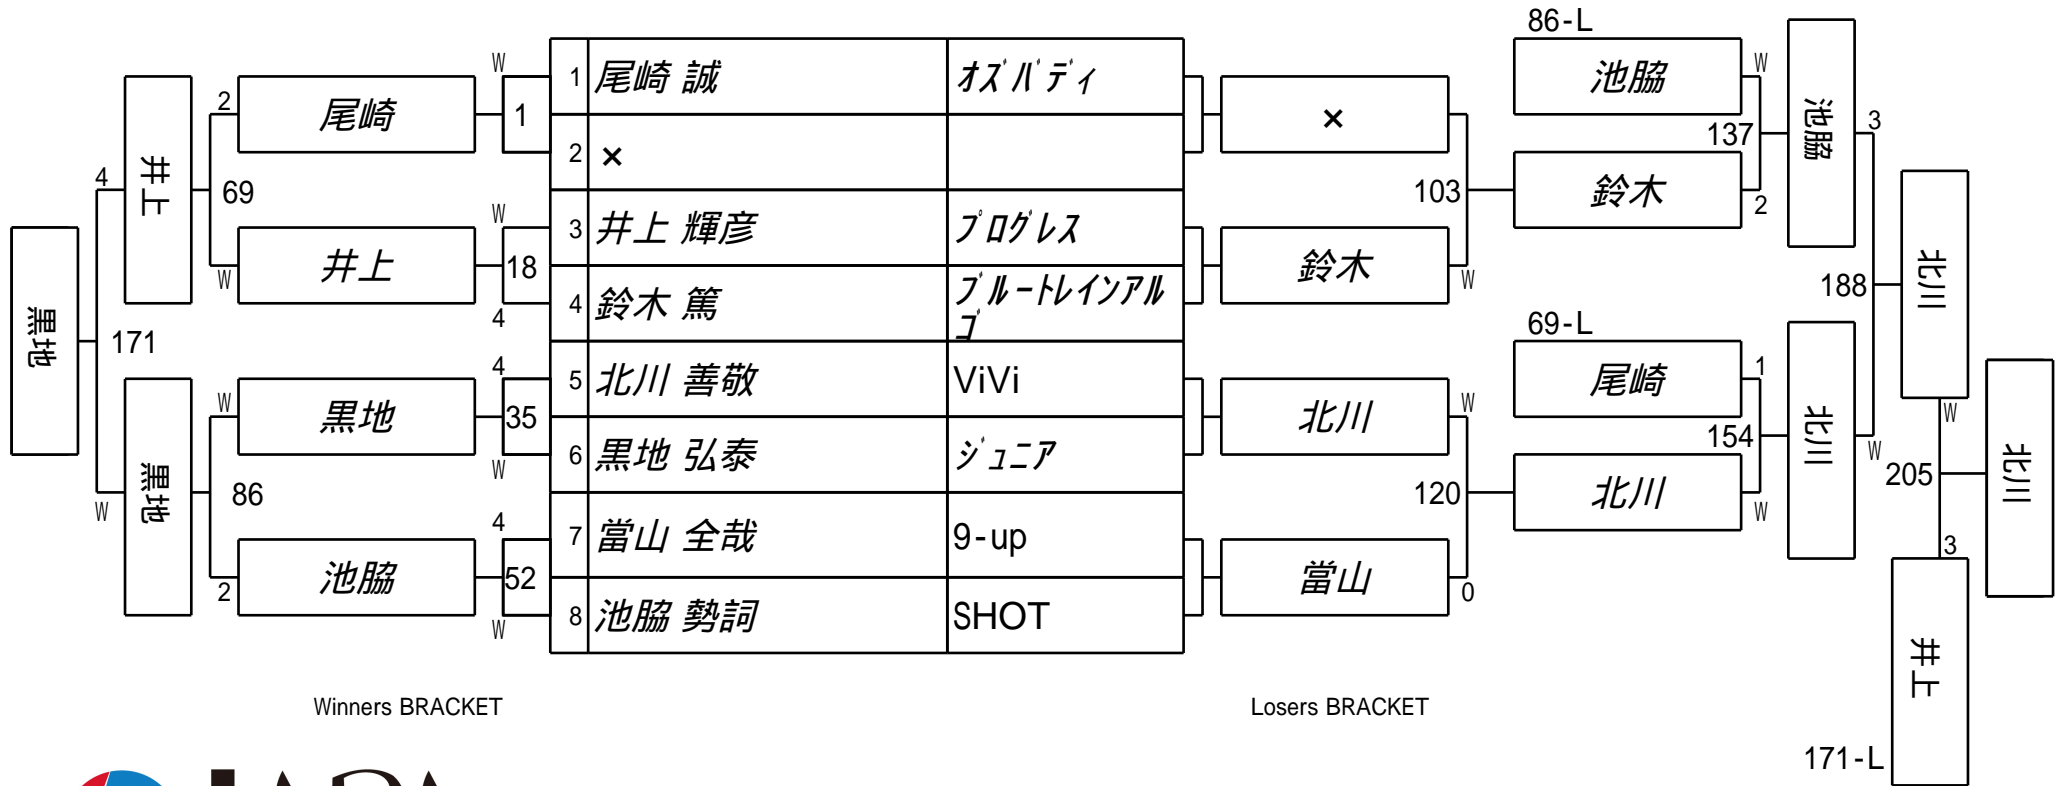 86-L
W 1 尾崎 誠 オズバディ 池脇 W
2 尾崎 1 × 137 池脇 3
井上 2 × 鈴木 2
4 69 103
W 3 井上 輝彦 プログレス
W 井上 18 鈴木 W
4 4 鈴木 篤 ブルートレインアル
ゴ
188 北川
69-L
黒地 171
4 5 北川 善敬 ViVi 尾崎 1
W 黒地 35 北川 W
W 6 黒地 弘泰 ジュニア 154 北川 W
黒地 86 120 北川 W
W 205 W 北川
4 7 當山 全哉 9-up
2 池脇 52 當山 0
W 8 池脇 勢詞 SHOT
3
井上
Winners BRACKET Losers BRACKET
171-L